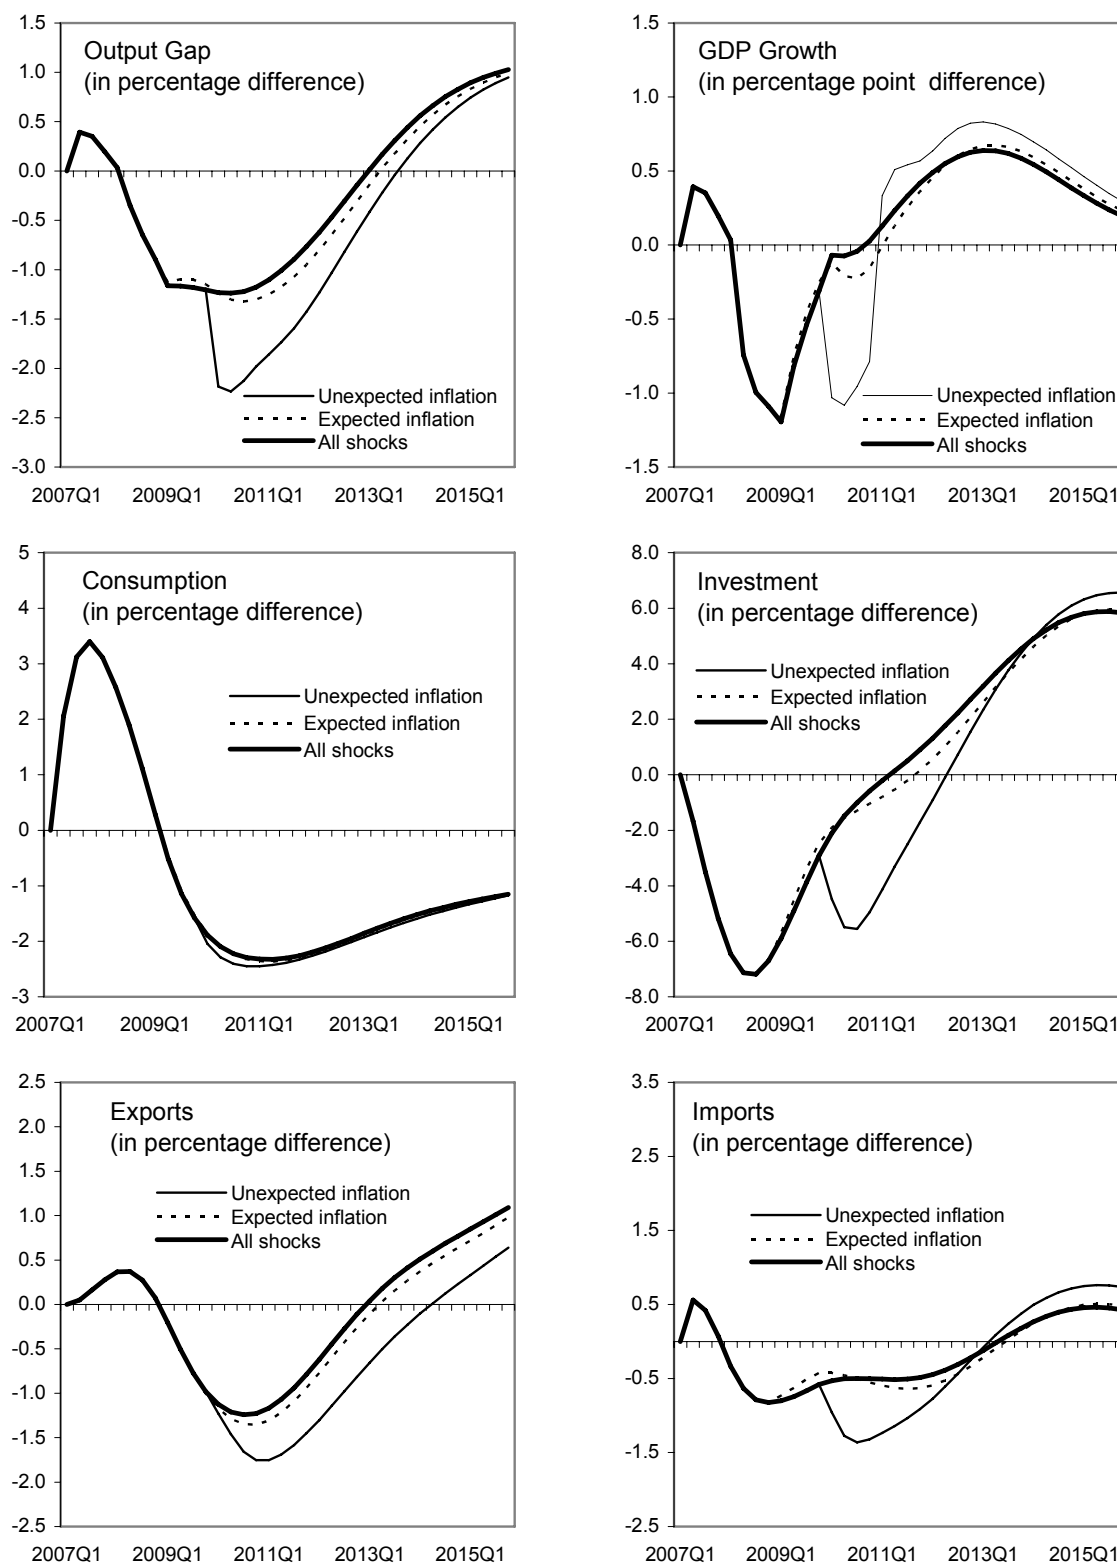 Output Gap
(in percentage difference)
1.5
1.0
0.5
0.0
-0.5
-1.0
-1.5
-2.0
-2.5
-3.0
Unexpected inflation
Expected inflation
All shocks
2007Q1 2009Q1 2011Q1 2013Q1 2015Q1
GDP Growth
(in percentage point difference)
1.5
1.0
0.5
0.0
-0.5
-1.0
-1.5
Unexpected inflation
Expected inflation
All shocks
2007Q1 2009Q1 2011Q1 2013Q1 2015Q1
Consumption
(in percentage difference)
5
4
3
2
1
0
-1
-2
-3
Unexpected inflation
Expected inflation
All shocks
2007Q1 2009Q1 2011Q1 2013Q1 2015Q1
Investment
(in percentage difference)
8.0
6.0
4.0
2.0
0.0
-2.0
-4.0
-6.0
-8.0
Unexpected inflation
Expected inflation
All shocks
2007Q1 2009Q1 2011Q1 2013Q1 2015Q1
Exports
(in percentage difference)
2.5
2.0
1.5
1.0
0.5
0.0
-0.5
-1.0
-1.5
-2.0
-2.5
Unexpected inflation
Expected inflation
All shocks
2007Q1 2009Q1 2011Q1 2013Q1 2015Q1
Imports
(in percentage difference)
3.5
2.5
1.5
0.5
-0.5
-1.5
-2.5
Unexpected inflation
Expected inflation
All shocks
2007Q1 2009Q1 2011Q1 2013Q1 2015Q1